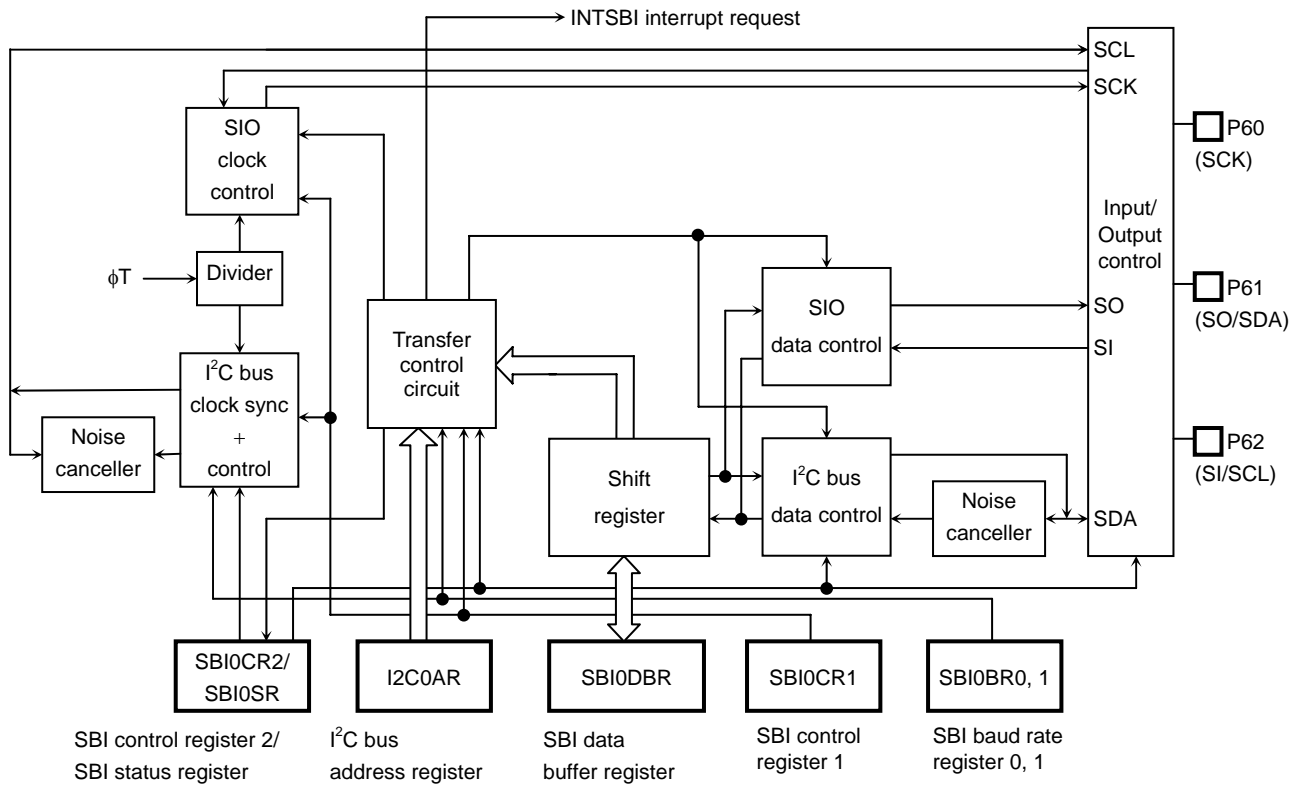 INTSBI interrupt request
SCL
SCK
SIO
clock
control
P60
(SCK)
Input/
Output
control
φT
Divider
SIO
data control
SO
SI
P61
(SO/SDA)
Transfer
control
circuit
I²C bus
clock sync
+
control
Noise
canceller
Shift
register
I²C bus
data control
Noise
canceller
SDA
P62
(SI/SCL)
SBI0CR2/
SBI0SR
I2C0AR
SBI0DBR
SBI0CR1
SBI0BR0, 1
SBI control register 2/
SBI status register
I²C bus
address register
SBI data
buffer register
SBI control
register 1
SBI baud rate
register 0, 1